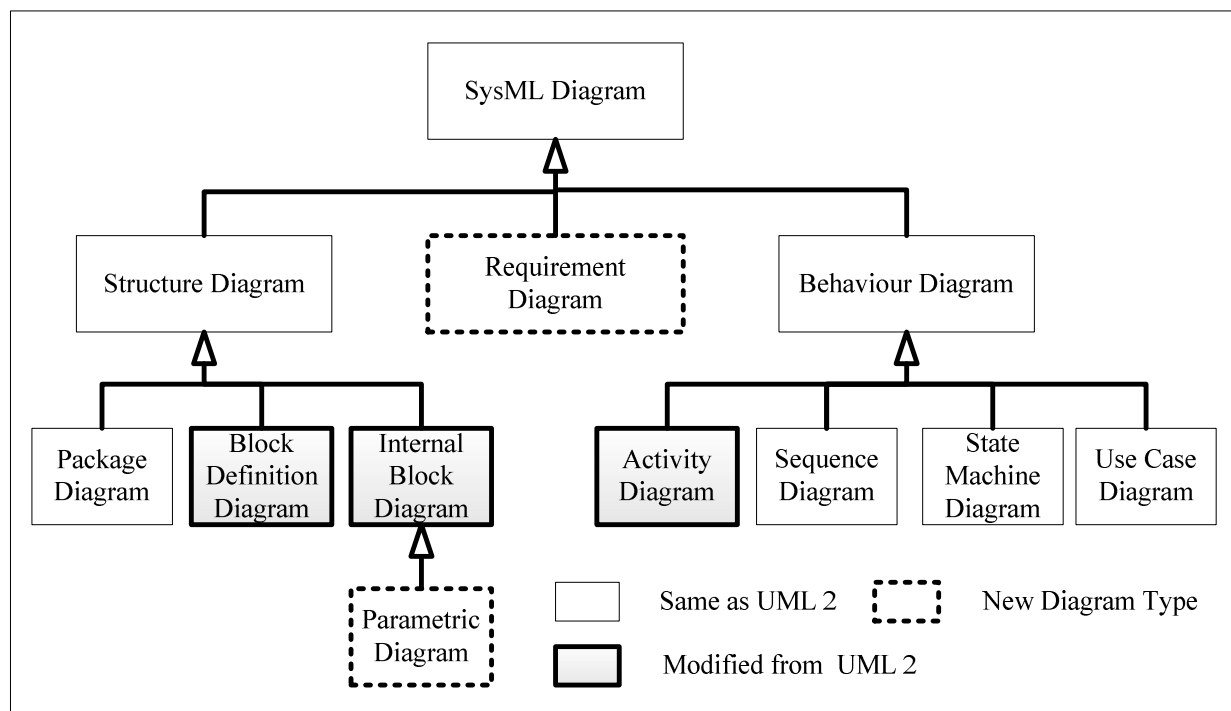 SysML Diagram
Structure Diagram
Requirement
Diagram
Behaviour Diagram
Package
Diagram
Block
Definition
Diagram
Internal
Block
Diagram
Activity
Diagram
Sequence
Diagram
State
Machine
Diagram
Use Case
Diagram
Parametric
Diagram
Same as UML 2
New Diagram Type
Modified from UML 2